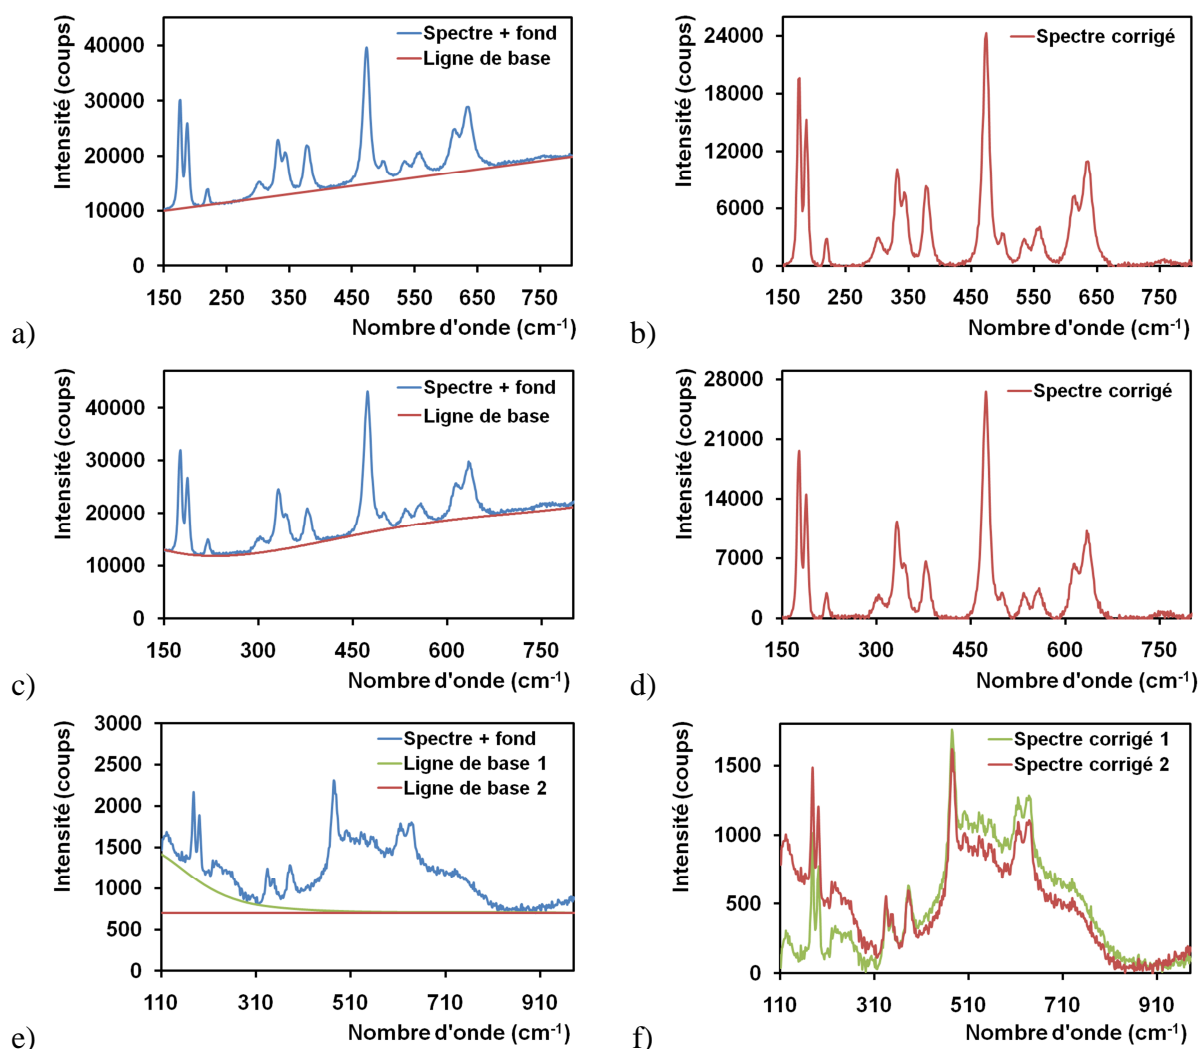 Intensité (coups)
40000
30000
20000
10000
0
Spectre + fond
Ligne de base
150 250 350 450 550 650 750
Nombre d'onde (cm-1)
a)
Intensité (coups)
24000
18000
12000
6000
0
Spectre corrigé
150 250 350 450 550 650 750
Nombre d'onde (cm-1)
b)
Intensité (coups)
40000
30000
20000
10000
0
Spectre + fond
Ligne de base
150 300 450 600 750
Nombre d'onde (cm-1)
c)
Intensité (coups)
28000
21000
14000
7000
0
Spectre corrigé
150 300 450 600 750
Nombre d'onde (cm-1)
d)
Intensité (coups)
3000
2500
2000
1500
1000
500
0
Spectre + fond
Ligne de base 1
Ligne de base 2
110 310 510 710 910
Nombre d'onde (cm-1)
e)
Intensité (coups)
1500
1000
500
0
Spectre corrigé 1
Spectre corrigé 2
110 310 510 710 910
Nombre d'onde (cm-1)
f)